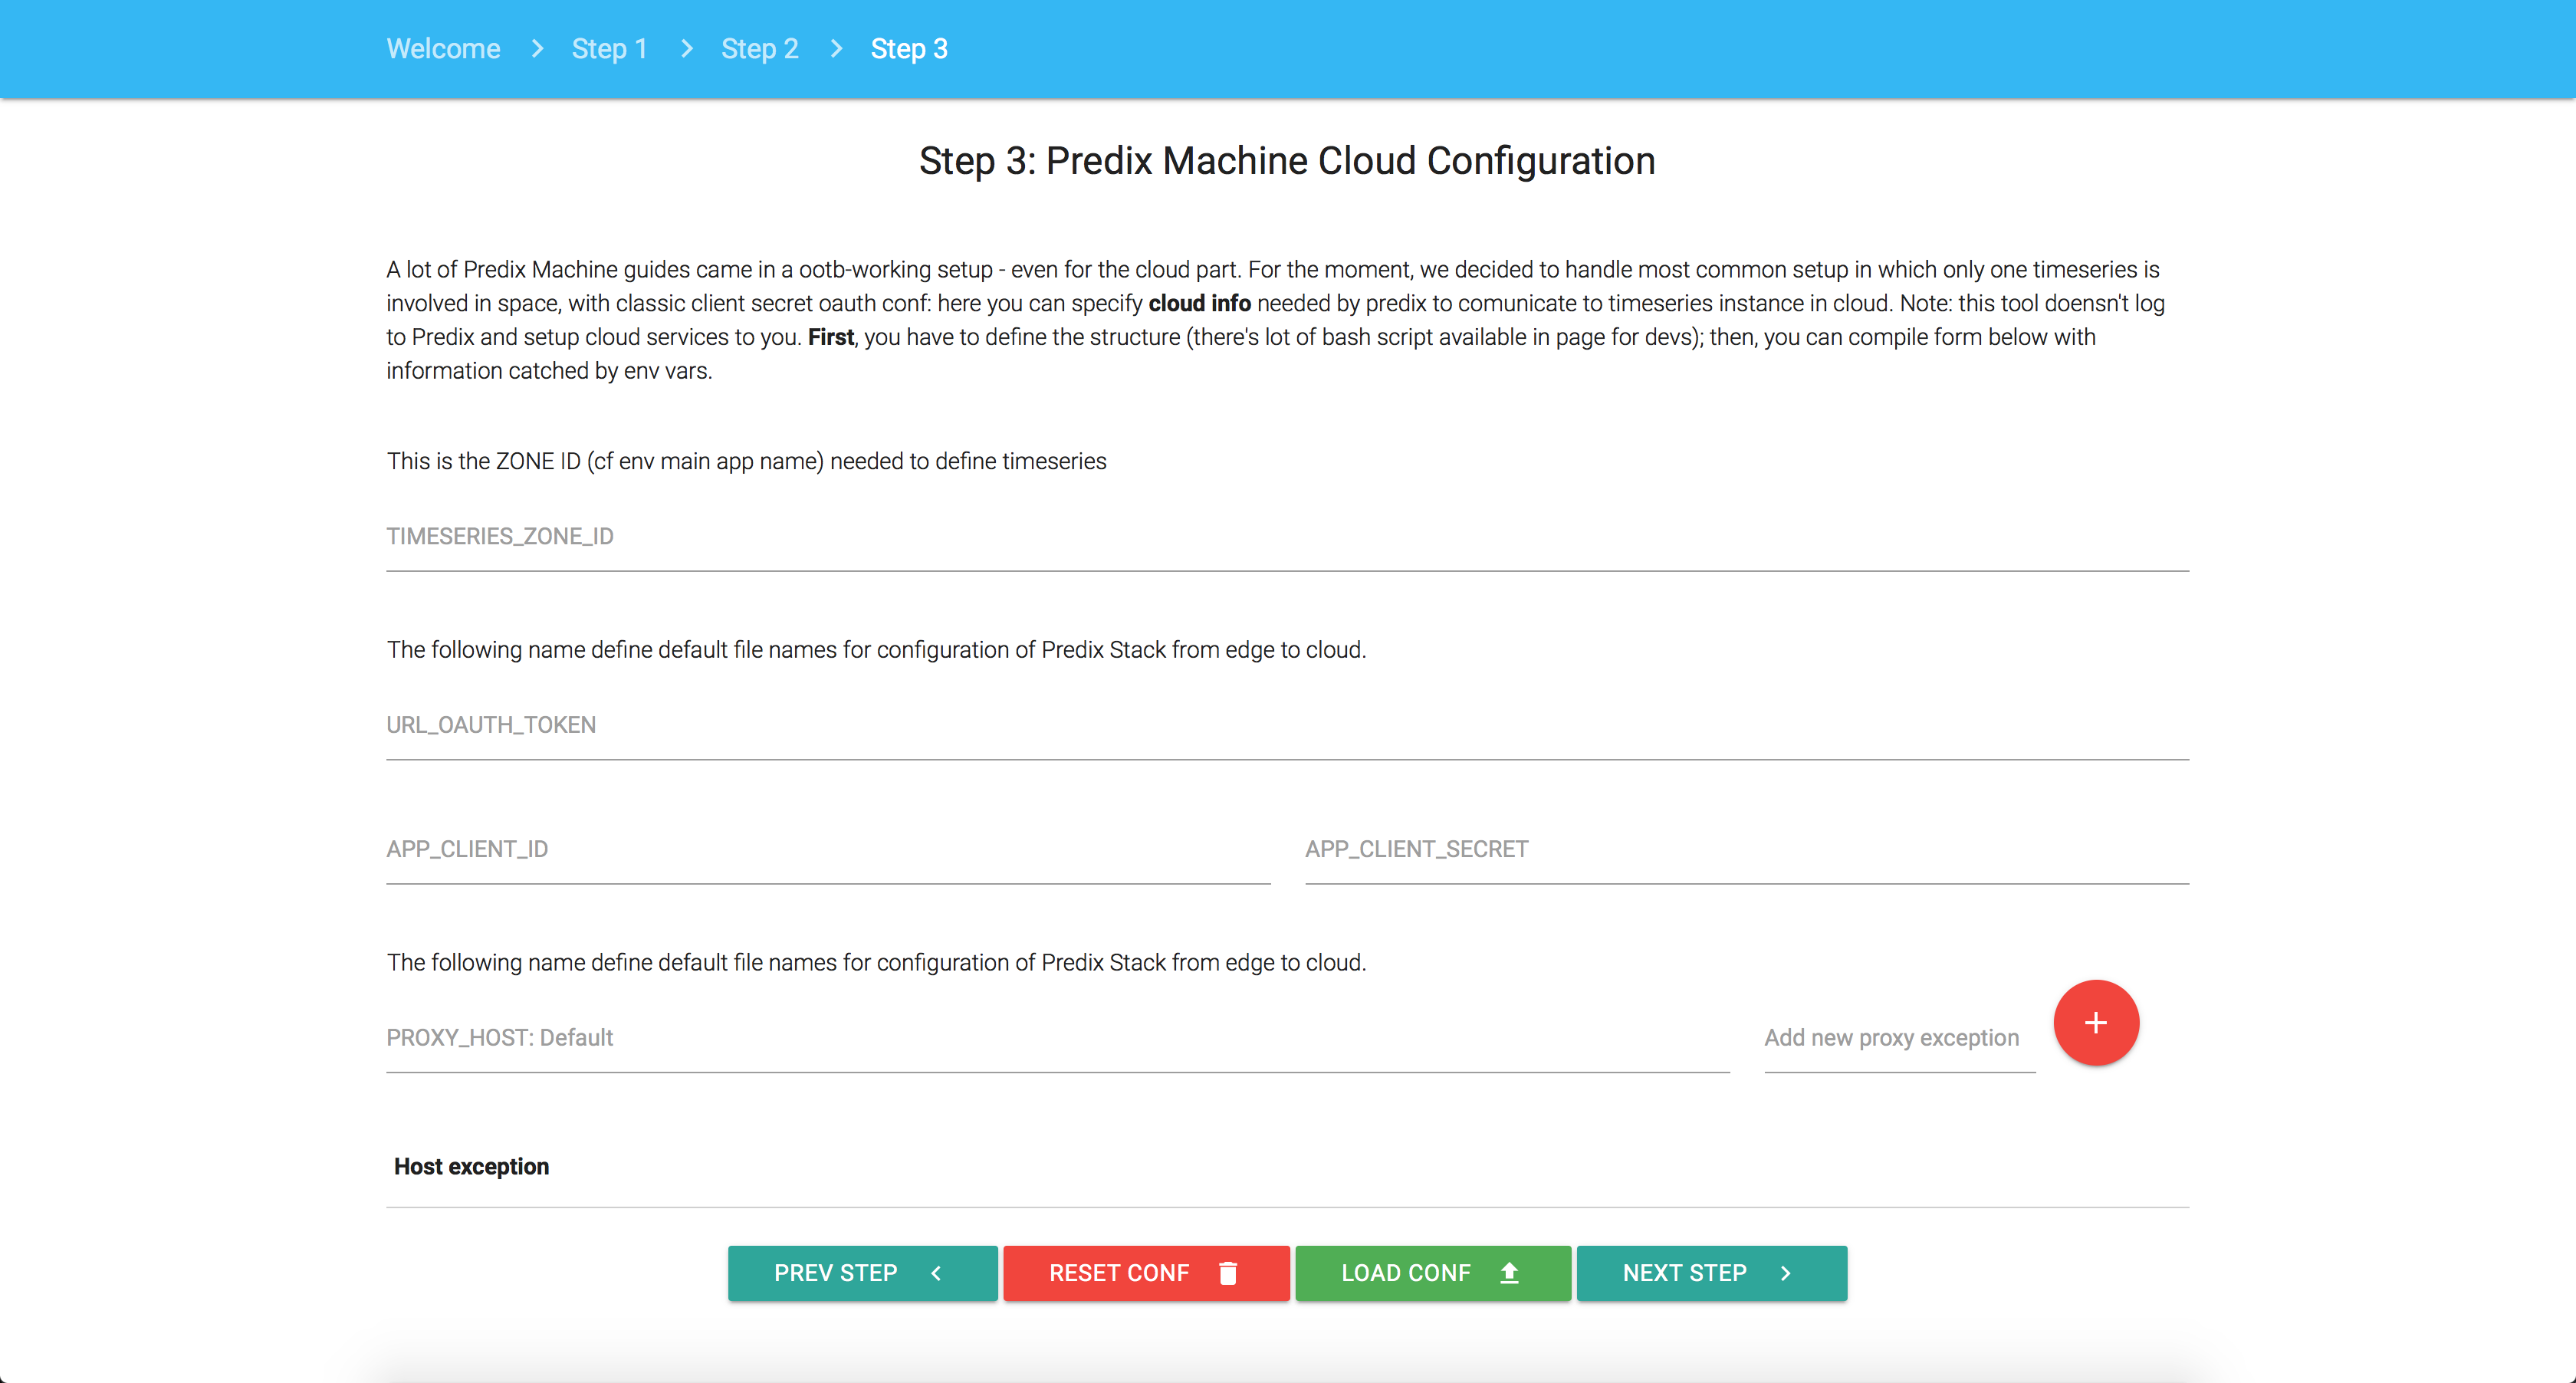 Welcome > Step 1 > Step 2 > Step 3
Step 3: Predix Machine Cloud Configuration
A lot of Predix Machine guides came in a ootb-working setup - even for the cloud part. For the moment, we decided to handle most common setup in which only one timeseries is
involved in space, with classic client secret oauth conf: here you can specify cloud info needed by predix to comunicate to timeseries instance in cloud. Note: this tool doensn't log
to Predix and setup cloud services to you. First, you have to define the structure (there's lot of bash script available in page for devs); then, you can compile form below with
information catched by env vars.
This is the ZONE ID (cf env main app name) needed to define timeseries
TIMESERIES_ZONE_ID
The following name define default file names for configuration of Predix Stack from edge to cloud.
URL_OAUTH_TOKEN
APP_CLIENT_ID APP_CLIENT_SECRET
The following name define default file names for configuration of Predix Stack from edge to cloud.
PROXY_HOST: Default Add new proxy exception +
Host exception
PREV STEP < RESET CONF LOAD CONF NEXT STEP >